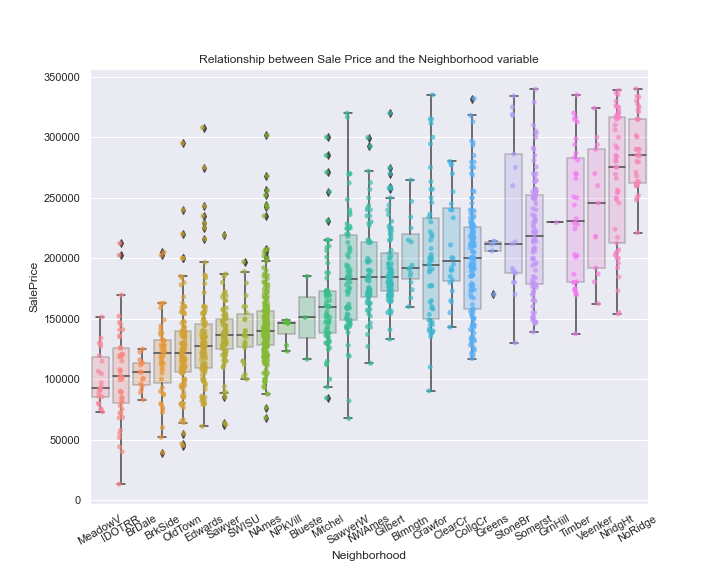 Relationship between Sale Price and the Neighborhood variable
350000
300000
250000
200000
150000
100000
50000
0
SalePrice
MeadowV
IDOTRR
BrDale
BrkSide
OldTown
Edwards
Sawyer
SWISU
NAmes
NPkVill
Blueste
Mitchel
SawyerW
NWAmes
Gilbert
Blmngtn
Crawfor
ClearCr
CollgCr
Greens
StoneBr
Somerst
GrnHill
Timber
Veenker
NridgHt
NoRidge
Neighborhood